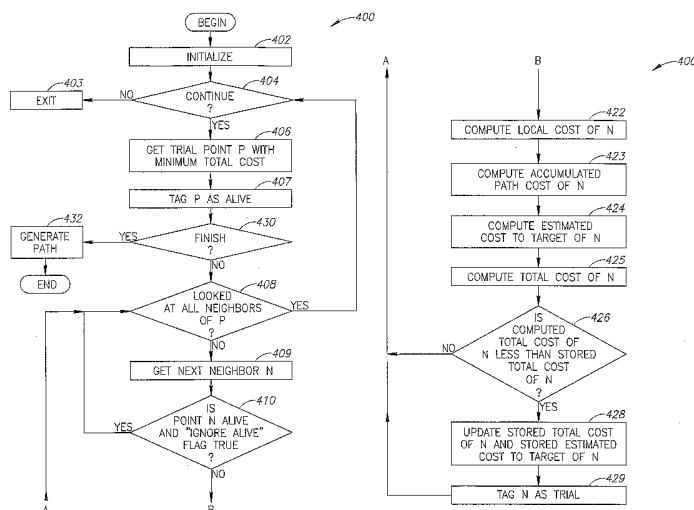 BEGIN
400
402
INITIALIZE
403
EXIT
NO
404
CONTINUE
?
YES
406
GET TRIAL POINT P WITH
MINIMUM TOTAL COST
407
TAG P AS ALIVE
432
GENERATE
PATH
YES
430
FINISH
?
END
NO
408
LOOKED
AT ALL NEIGHBORS
OF P
?
YES
NO
409
GET NEXT NEIGHBOR N
410
IS
POINT N ALIVE
AND "IGNORE ALIVE"
FLAG TRUE
?
YES
NO
A
B
A
B
400
422
COMPUTE LOCAL COST OF N
423
COMPUTE ACCUMULATED
PATH COST OF N
424
COMPUTE ESTIMATED
COST TO TARGET OF N
425
COMPUTE TOTAL COST OF N
426
IS
COMPUTED
TOTAL COST OF
N LESS THAN STORED
TOTAL COST
OF N
?
NO
YES
428
UPDATE STORED TOTAL COST
OF N AND STORED ESTIMATED
COST TO TARGET OF N
429
TAG N AS TRIAL